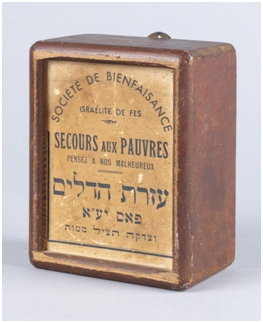 SOCIÉTÉ DE BIENFAISANCE
ISRAÉLITE DE FES
SECOURS AUX PAUVRES
PENSEZ A NOS MALHEUREUX
עזרת הדלים
פאס יע״א
וצדקה תציל ממות